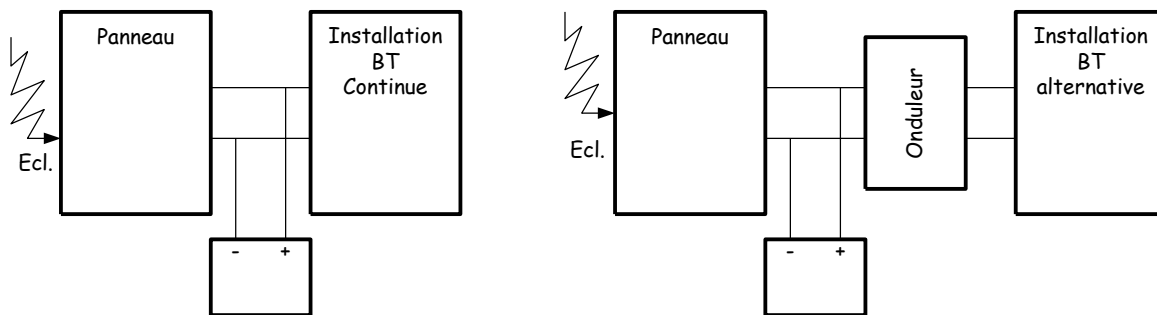 Panneau
Installation
BT
Continue
Ecl.
- +
Panneau
Onduleur
Installation
BT
alternative
Ecl.
- +